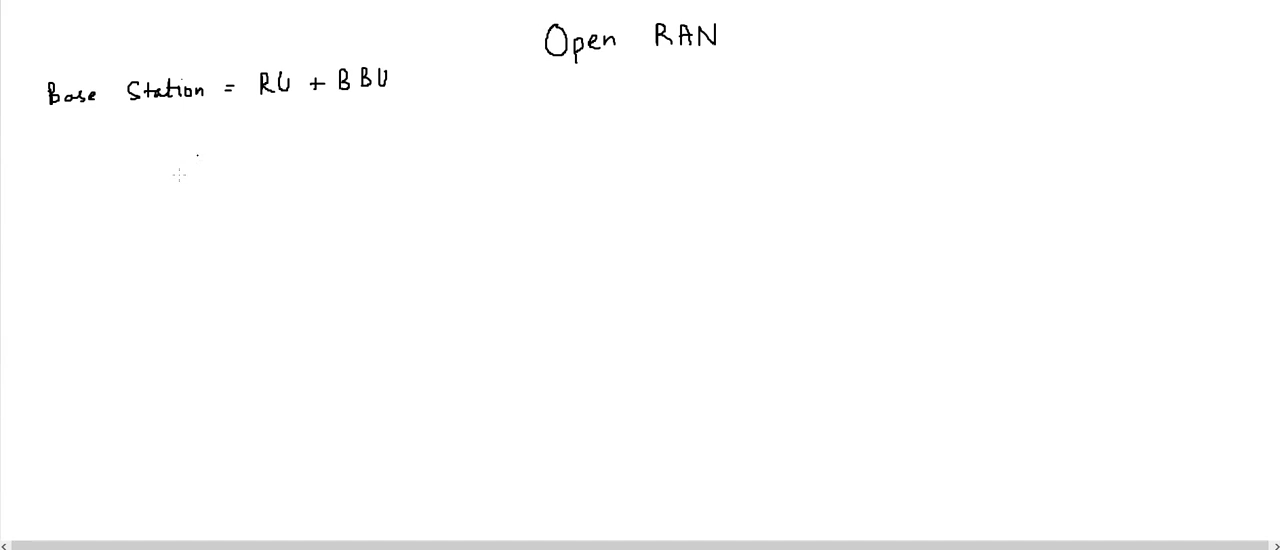 Open RAN
Base Station = RU + BBU